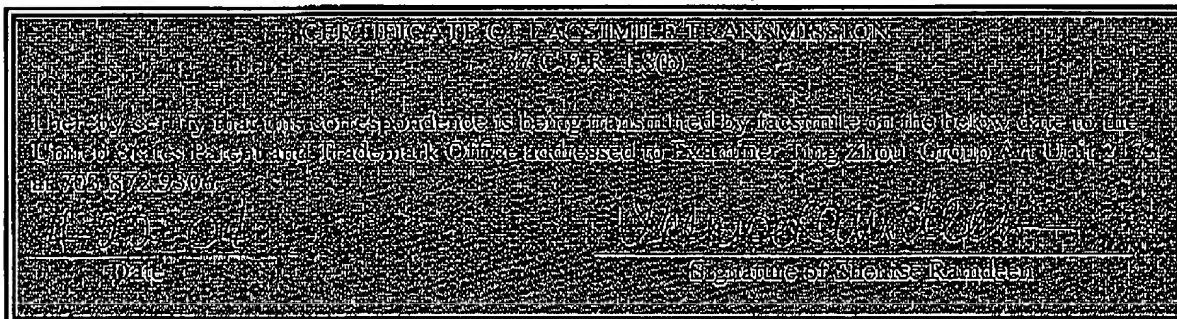 CERTIFICATE OF FACSIMILE TRANSMISSION
37 C.F.R. 1.8(b)
I hereby certify that this correspondence is being transmitted by facsimile on the below date to the
United States Patent and Trademark Office addressed to Examiner Jing Zhou, Group Art Unit
at 703.872.9306
Date
Signature of Sherise Ramdeen